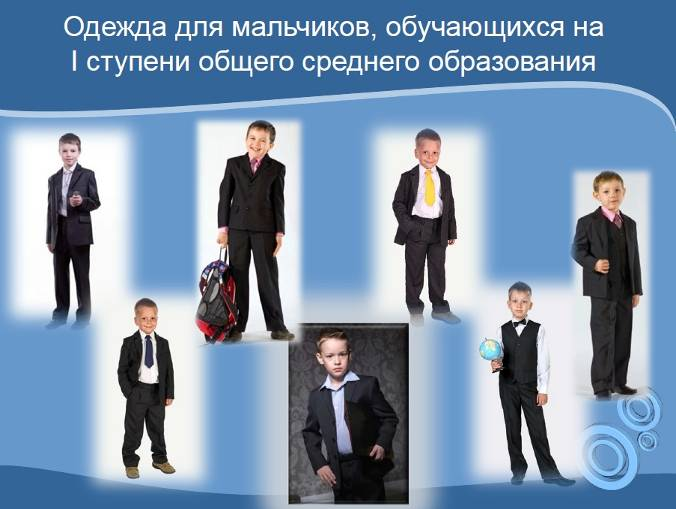 Одежда для мальчиков, обучающихся на
I ступени общего среднего образования